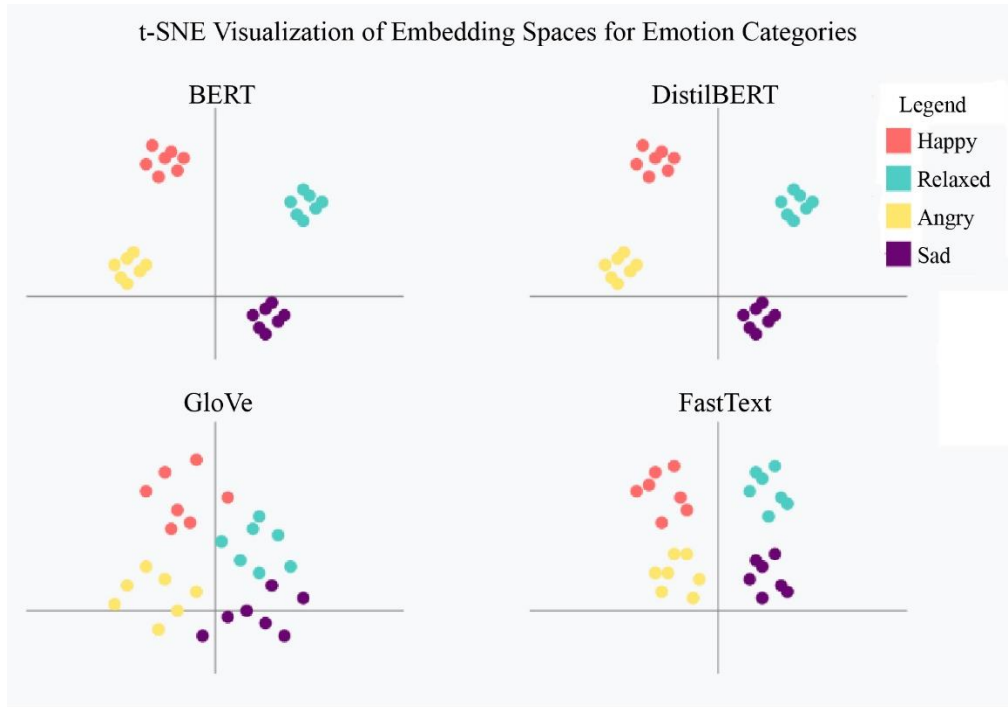 t-SNE Visualization of Embedding Spaces for Emotion Categories
BERT
DistilBERT
Legend
Happy
Relaxed
Angry
Sad
GloVe
FastText